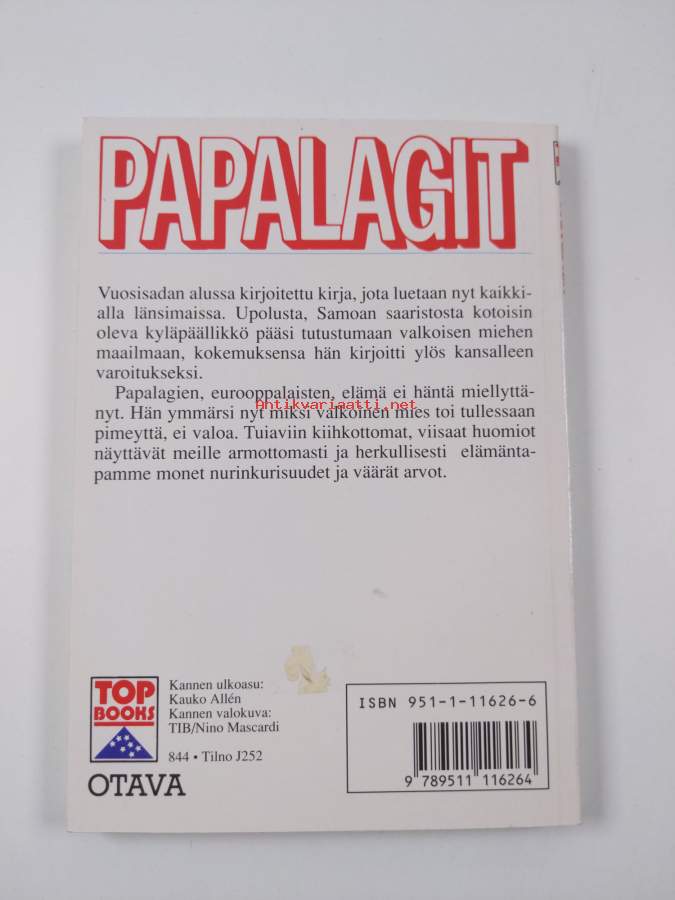 PAPALAGIT
Vuosisadan alussa kirjoitettu kirja, jota luetaan nyt kaikki-
alla länsimaissa. Upolusta, Samoan saaristosta kotoisin
oleva kyläpäällikkö pääsi tutustumaan valkoisen miehen
maailmaan, kokemuksensa hän kirjoitti ylös kansalleen
varoitukseksi.
Papalagien, eurooppalaisten, elämä ei häntä miellyttä-
nyt. Hän ymmärsi nyt miksi valkoinen mies toi tullessaan
pimeyttä, ei valoa. Tuiaviin kiihkottomat, viisaat huomiot
näyttävät meille armottomasti ja herkullisesti elämänta-
pamme monet nurinkurisuudet ja väärät arvot.
Antikvariaatti.net
TOP
BOOKS
OTAVA
Kannen ulkoasu:
Kauko Allén
Kannen valokuva:
TIB/Nino Mascardi
844 • Tilno J252
ISBN 951-1-11626-6
9 789511 116264